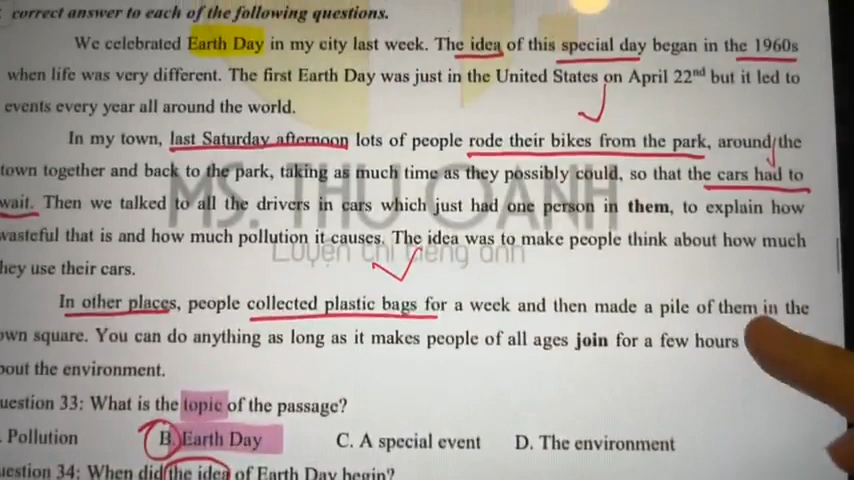 correct answer to each of the following questions.
We celebrated Earth Day in my city last week. The idea of this special day began in the 1960s
when life was very different. The first Earth Day was just in the United States on April 22nd but it led to
events every year all around the world.
In my town, last Saturday afternoon lots of people rode their bikes from the park, around the
town together and back to the park, taking as much time as they possibly could, so that the cars had to
wait. Then we talked to all the drivers in cars which just had one person in them, to explain how
wasteful that is and how much pollution it causes. The idea was to make people think about how much
hey use their cars.
In other places, people collected plastic bags for a week and then made a pile of them in the
own square. You can do anything as long as it makes people of all ages join for a few hours
bout the environment.
uestion 33: What is the topic of the passage?
Pollution B. Earth Day C. A special event D. The environment
uestion 34: When did the idea of Earth Day begin?
MS. THU OANH
Luyện thi tiếng anh